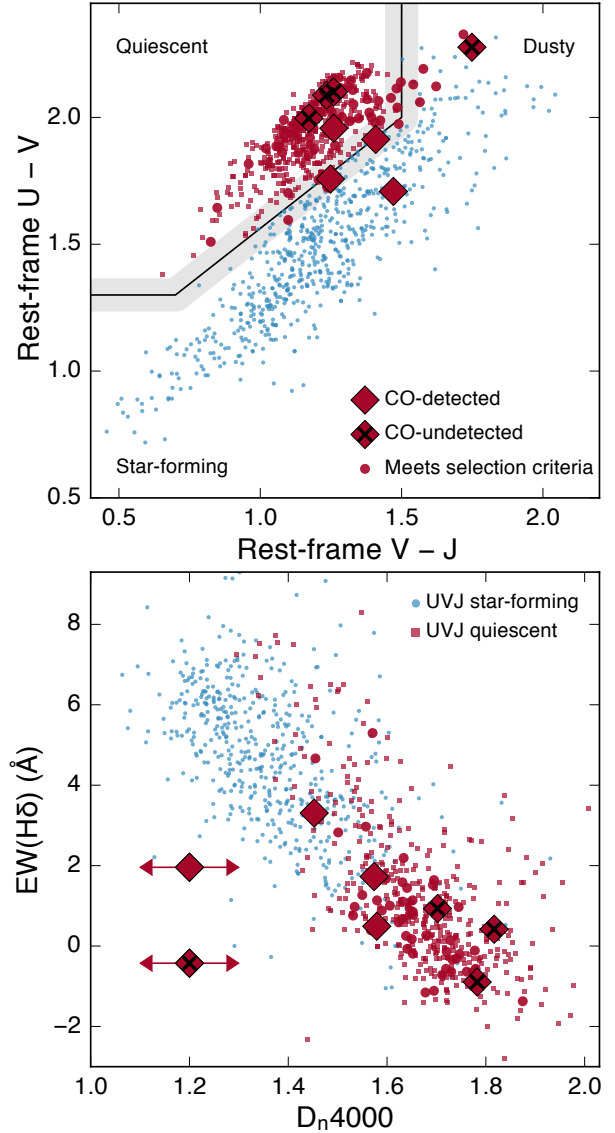 Quiescent
Dusty
2.0
1.5
1.0
0.5
Rest-frame U − V
CO-detected
CO-undetected
Meets selection criteria
Star-forming
0.5
1.0
1.5
2.0
Rest-frame V − J
UVJ star-forming
UVJ quiescent
8
6
4
2
0
−2
EW(Hδ) (Å)
1.0
1.2
1.4
1.6
1.8
2.0
Dn4000